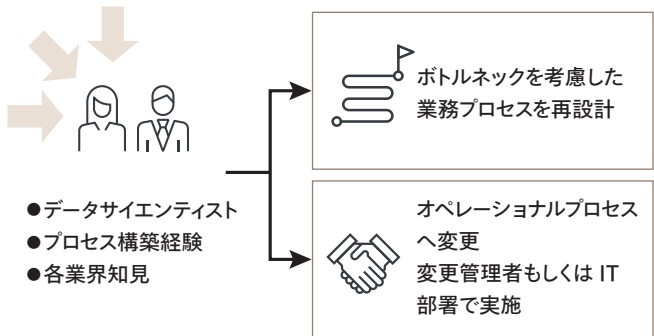 ●データサイエンティスト
●プロセス構築経験
●各業界知見
ボトルネックを考慮した
業務プロセスを再設計
オペレーショナルプロセス
へ変更
変更管理者もしくは IT
部署で実施